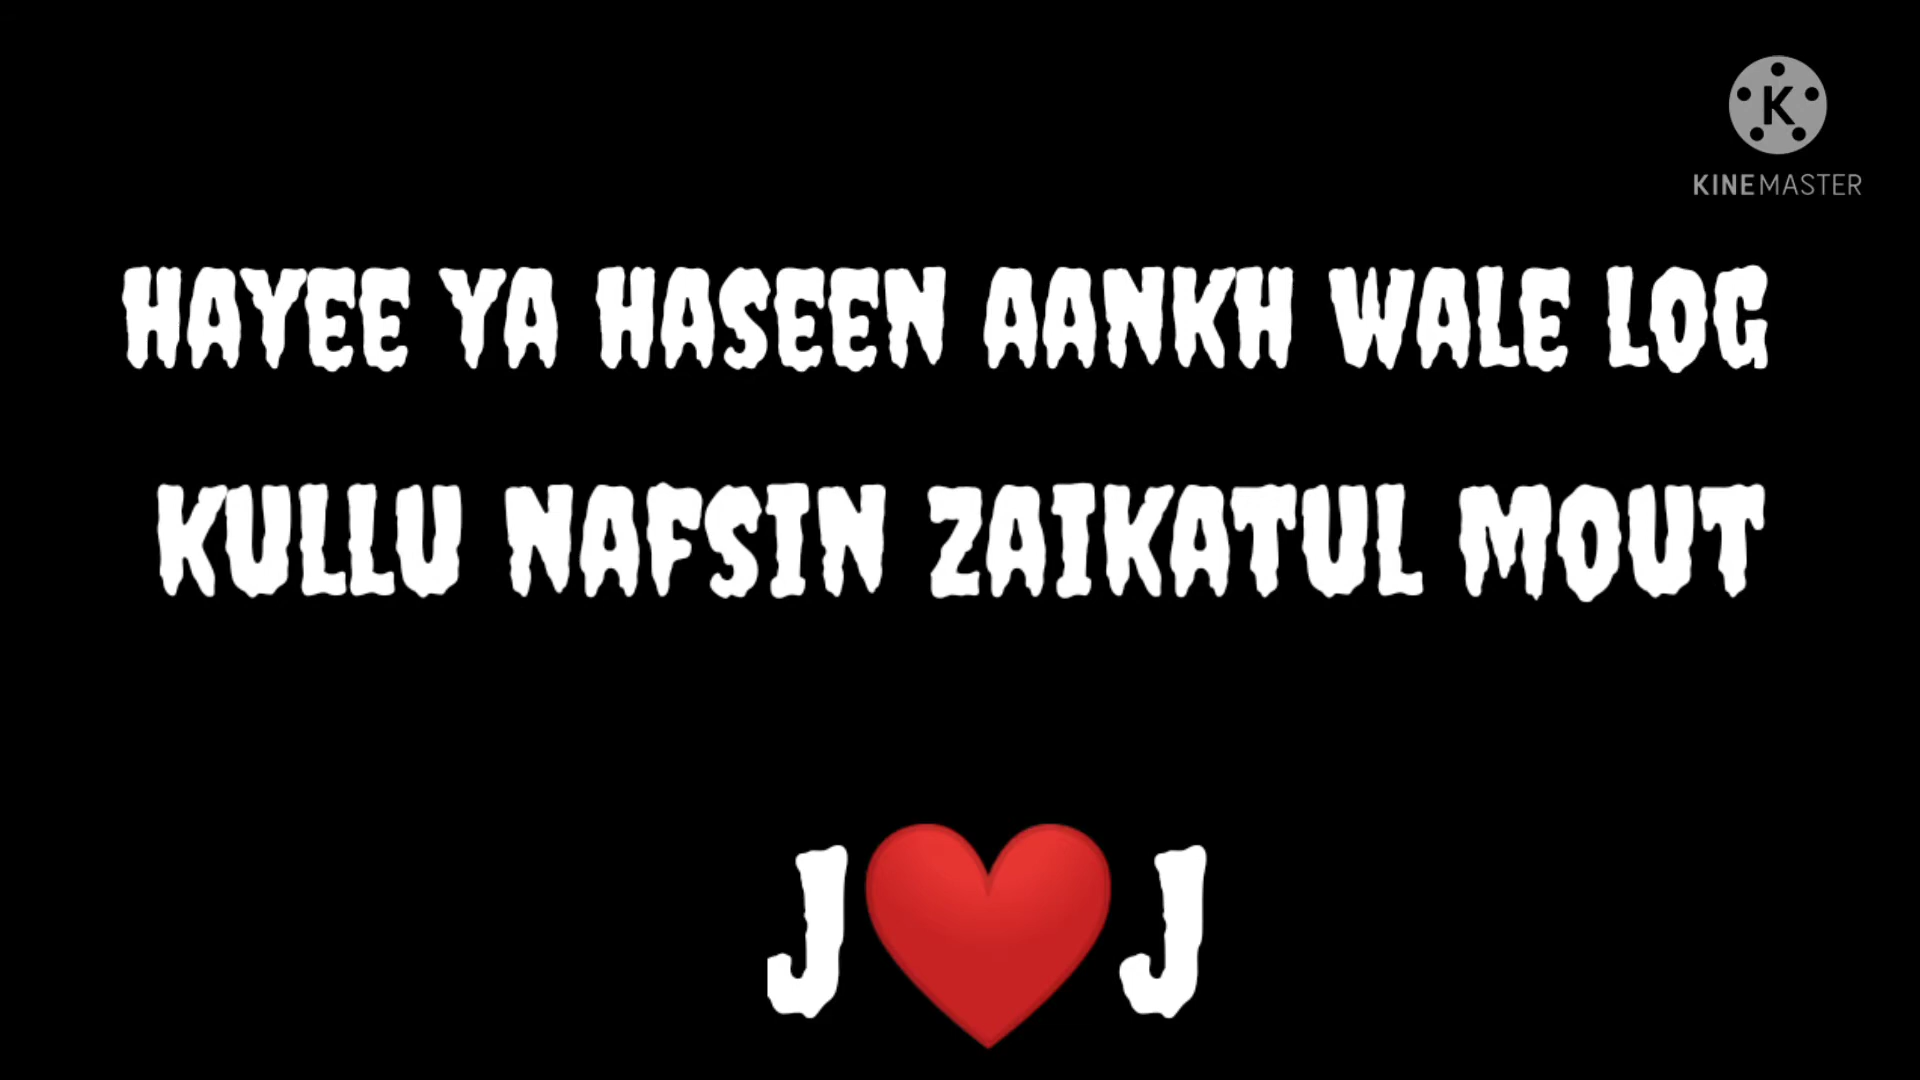 K
KINEMASTER
HAYEE YA HASEEN AANKH WALE LOG
KULLU NAFSIN ZAIKATUL MOUT
J❤️J